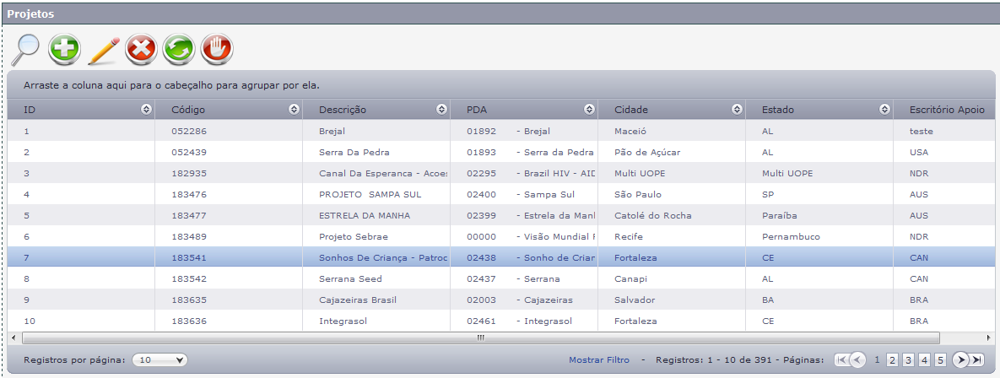 Projetos
Arraste a coluna aqui para o cabeçalho para agrupar por ela.
ID Código Descrição PDA Cidade Estado Escritório Apoio
1 052286 Brejal 01892 - Brejal Maceió AL teste
2 052439 Serra Da Pedra 01893 - Serra da Pedra Pão de Açúcar AL USA
3 182935 Canal Da Esperanca - Acoes 02295 - Brazil HIV - AID Multi UOPE Multi UOPE NDR
4 183476 PROJETO SAMPA SUL 02400 - Sampa Sul São Paulo SP AUS
5 183477 ESTRELA DA MANHA 02399 - Estrela da Manh Catolé do Rocha Paraíba AUS
6 183489 Projeto Sebrae 00000 - Visão Mundial Recife Pernambuco NDR
7 183541 Sonhos De Criança - Patroc 02438 - Sonho de Crian Fortaleza CE CAN
8 183542 Serrana Seed 02437 - Serrana Canapi AL CAN
9 183635 Cajazeiras Brasil 02003 - Cajazeiras Salvador BA BRA
10 183636 Integrasol 02461 - Integrasol Fortaleza CE BRA
Registros por página: 10 Mostrar Filtro - Registros: 1 - 10 de 391 - Páginas: 1 2 3 4 5